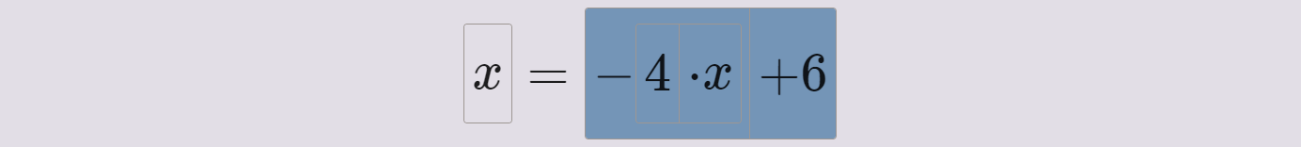 x = −4 ·x +6